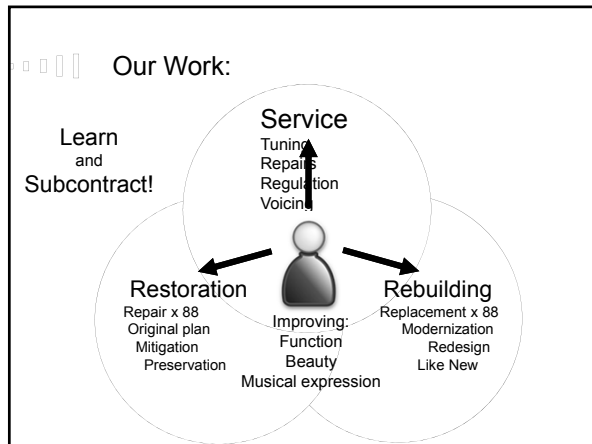 Our Work:
Learn
and
Subcontract!
Service
Tuning
Repairs
Regulation
Voicing
Restoration
Repair x 88
Original plan
Mitigation
Preservation
Improving:
Function
Beauty
Musical expression
Rebuilding
Replacement x 88
Modernization
Redesign
Like New